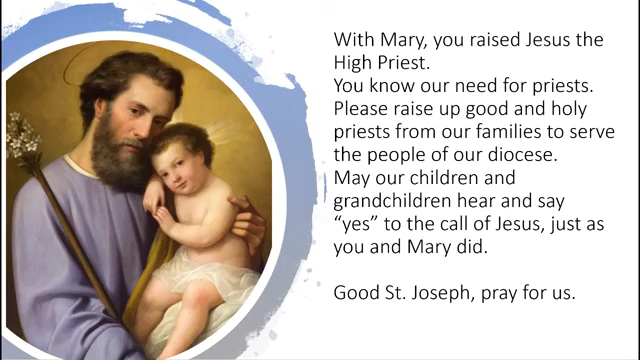 With Mary, you raised Jesus the
High Priest.
You know our need for priests.
Please raise up good and holy
priests from our families to serve
the people of our diocese.
May our children and
grandchildren hear and say
“yes” to the call of Jesus, just as
you and Mary did.
Good St. Joseph, pray for us.